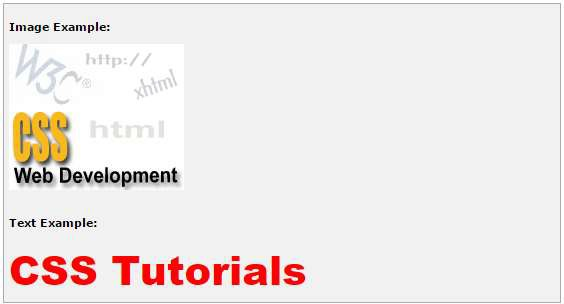 Image Example:
http://
W3C®
xhtml
CSS
html
Web Development
Text Example:
CSS Tutorials